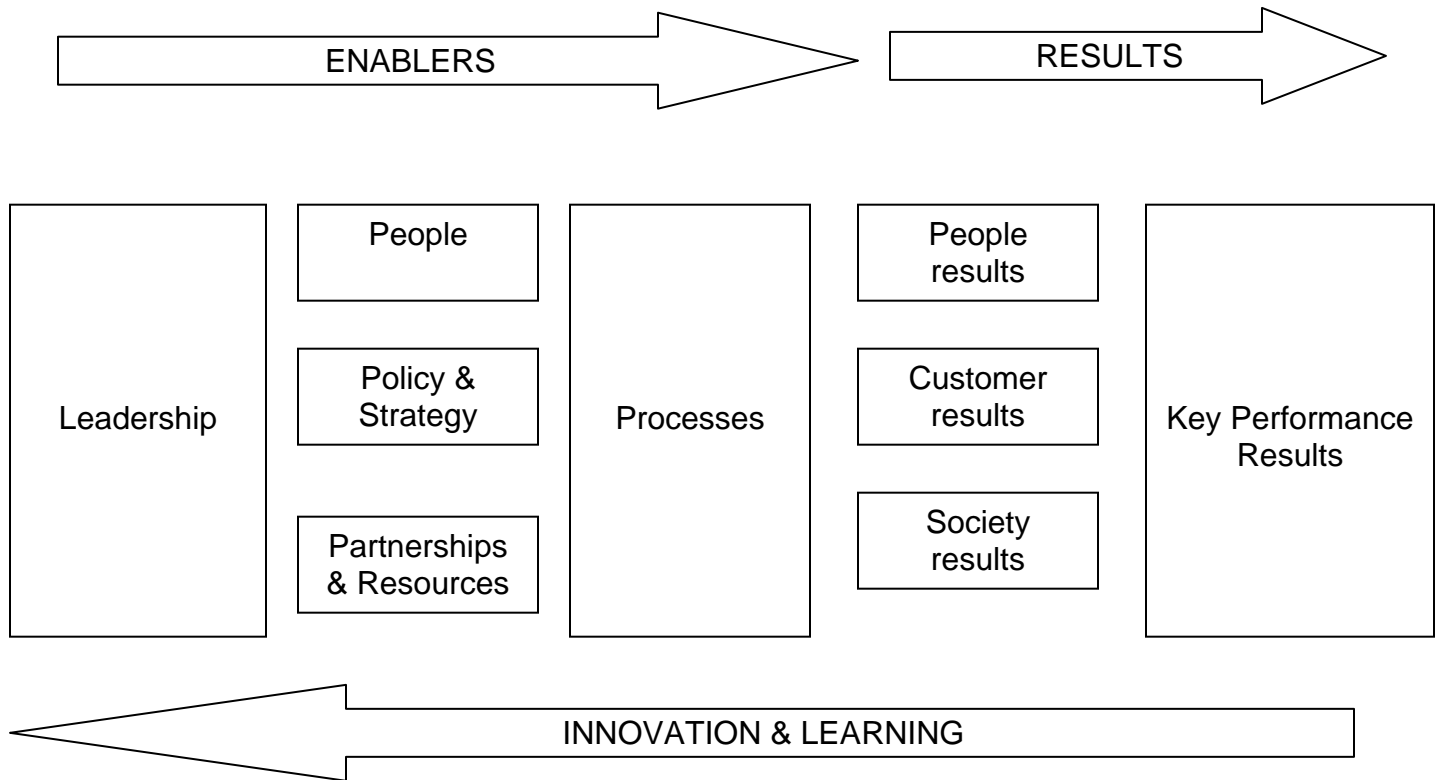 ENABLERS
RESULTS
Leadership
People
Policy &
Strategy
Partnerships
& Resources
Processes
People
results
Customer
results
Society
results
Key Performance
Results
INNOVATION & LEARNING